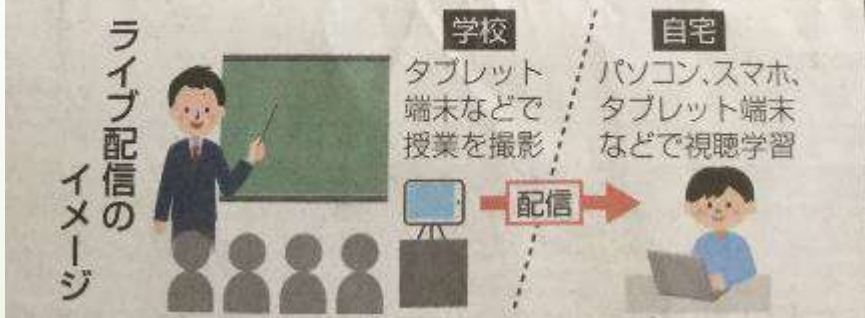 ライブ配信の
イメージ
学校
タブレット
端末などで
授業を撮影
配信
自宅
パソコン、スマホ、
タブレット端末
などで視聴学習